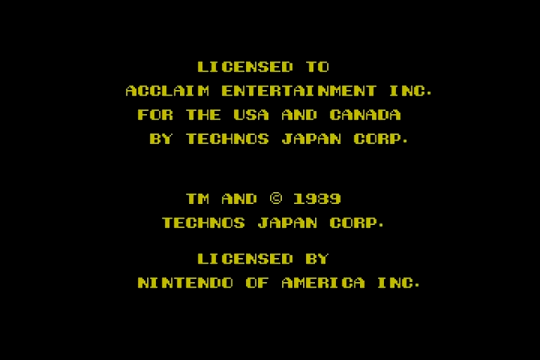 LICENSED TO
ACCLAIM ENTERTAINMENT INC.
FOR THE USA AND CANADA
BY TECHNOS JAPAN CORP.
TM AND © 1989
TECHNOS JAPAN CORP.
LICENSED BY
NINTENDO OF AMERICA INC.